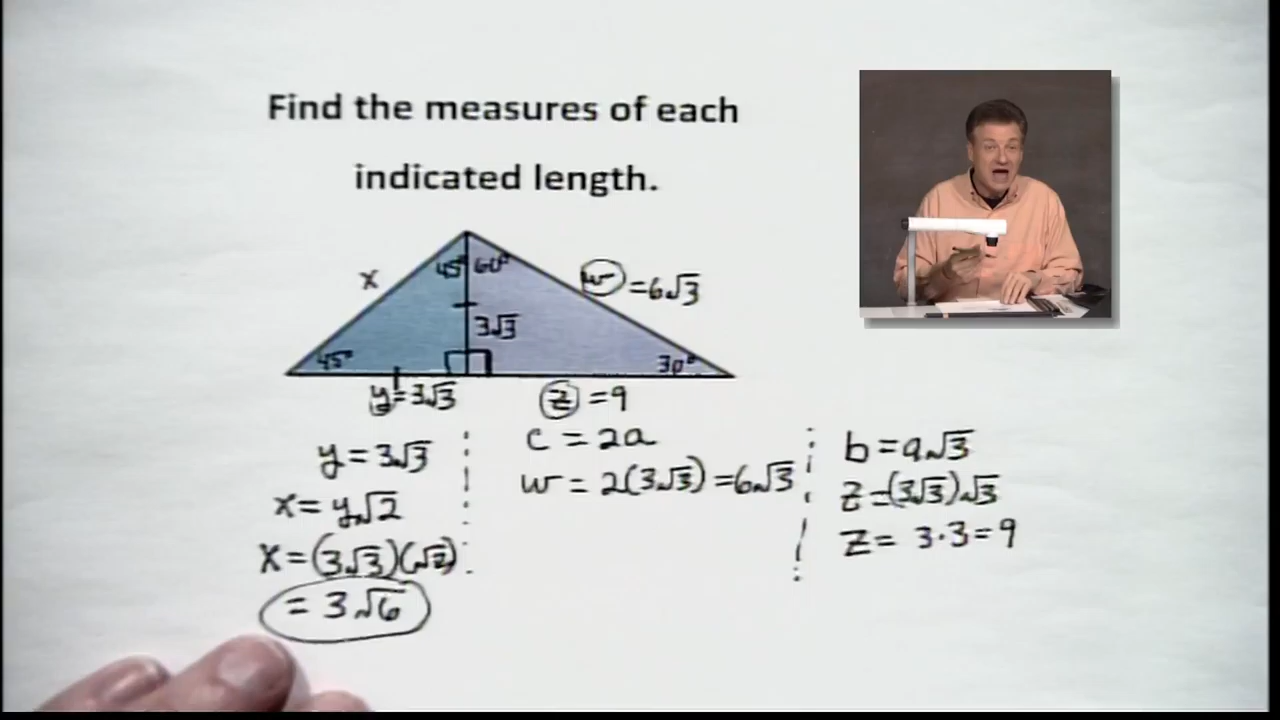 Find the measures of each
indicated length.
x
45° 60°
w = 6√3
3√3
45°
30°
y = 3√3
z = 9
y = 3√3
x = y√2
x = (3√3)(√2)
= 3√6
c = 2a
w = 2(3√3) = 6√3
b = a√3
z = (3√3)√3
z = 3·3 = 9